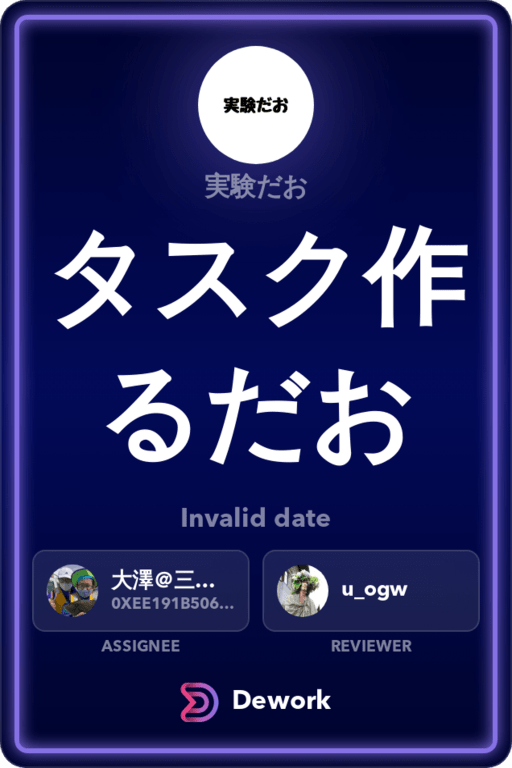 実験だお
実験だお
タスク作
るだお
Invalid date
大澤@三...
0XEE191B506...
u_ogw
ASSIGNEE
REVIEWER
Dework